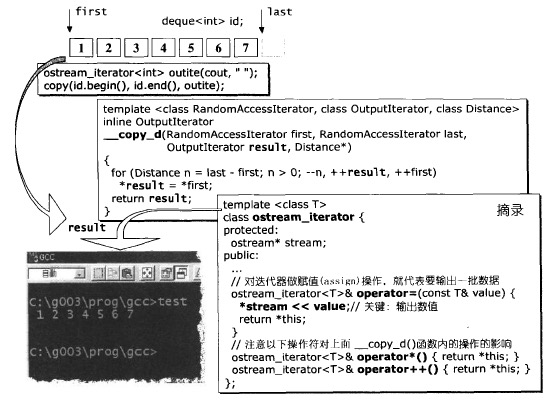 first
last
deque<int> id;
1 2 3 4 5 6 7
ostream_iterator<int> outite(cout, " ");
copy(id.begin(), id.end(), outite);
template <class RandomAccessIterator, class OutputIterator, class Distance>
inline OutputIterator
__copy_d(RandomAccessIterator first, RandomAccessIterator last,
OutputIterator result, Distance*)
{
for (Distance n = last - first; n > 0; --n, ++result, ++first)
*result = *first;
return result;
}
result
template <class T>
摘录
class ostream_iterator {
protected:
ostream* stream;
public:
...
// 对迭代器做赋值(assign)操作，就代表要输出一批数据
ostream_iterator<T>& operator=(const T& value) {
*stream << value;// 关键：输出数值
return *this;
}
// 注意以下操作符对上面 __copy_d()函数内的操作的影响
ostream_iterator<T>& operator*() { return *this; }
ostream_iterator<T>& operator++() { return *this; }
};
GCC
自動
C:\g003\prog\gcc>test
1 2 3 4 5 6 7
C:\g003\prog\gcc>